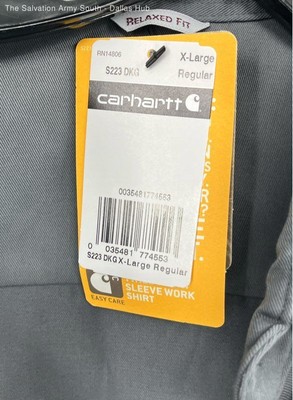 The Salvation Army South - Dallas Hub
RELAXED FIT
RN14806
X-Large
S223 DKG
Regular
carhartt
0035481774553
0 035481 774553
S223 DKG X-Large Regular
SLEEVE WORK
EASY CARE
SHIRT